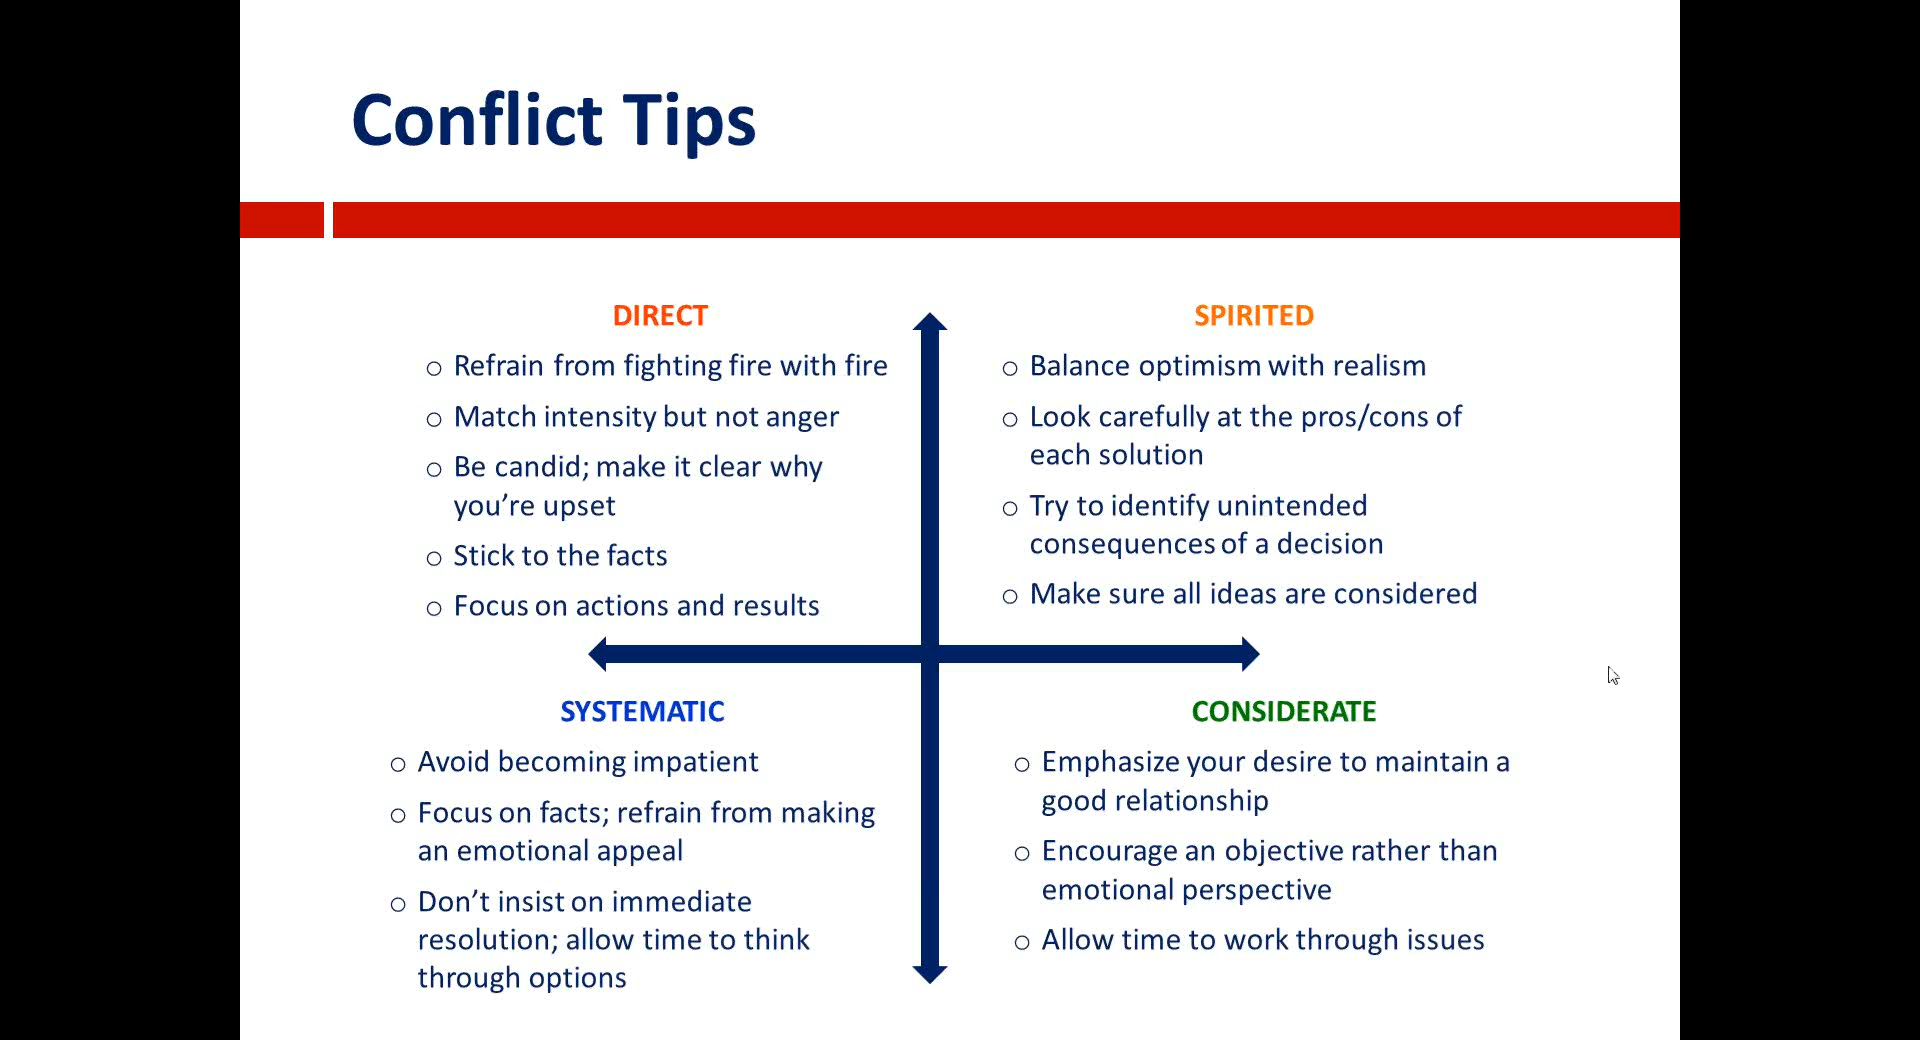 Conflict Tips
DIRECT
o Refrain from fighting fire with fire
o Match intensity but not anger
o Be candid; make it clear why
you’re upset
o Stick to the facts
o Focus on actions and results
SPIRITED
o Balance optimism with realism
o Look carefully at the pros/cons of
each solution
o Try to identify unintended
consequences of a decision
o Make sure all ideas are considered
SYSTEMATIC
o Avoid becoming impatient
o Focus on facts; refrain from making
an emotional appeal
o Don’t insist on immediate
resolution; allow time to think
through options
CONSIDERATE
o Emphasize your desire to maintain a
good relationship
o Encourage an objective rather than
emotional perspective
o Allow time to work through issues